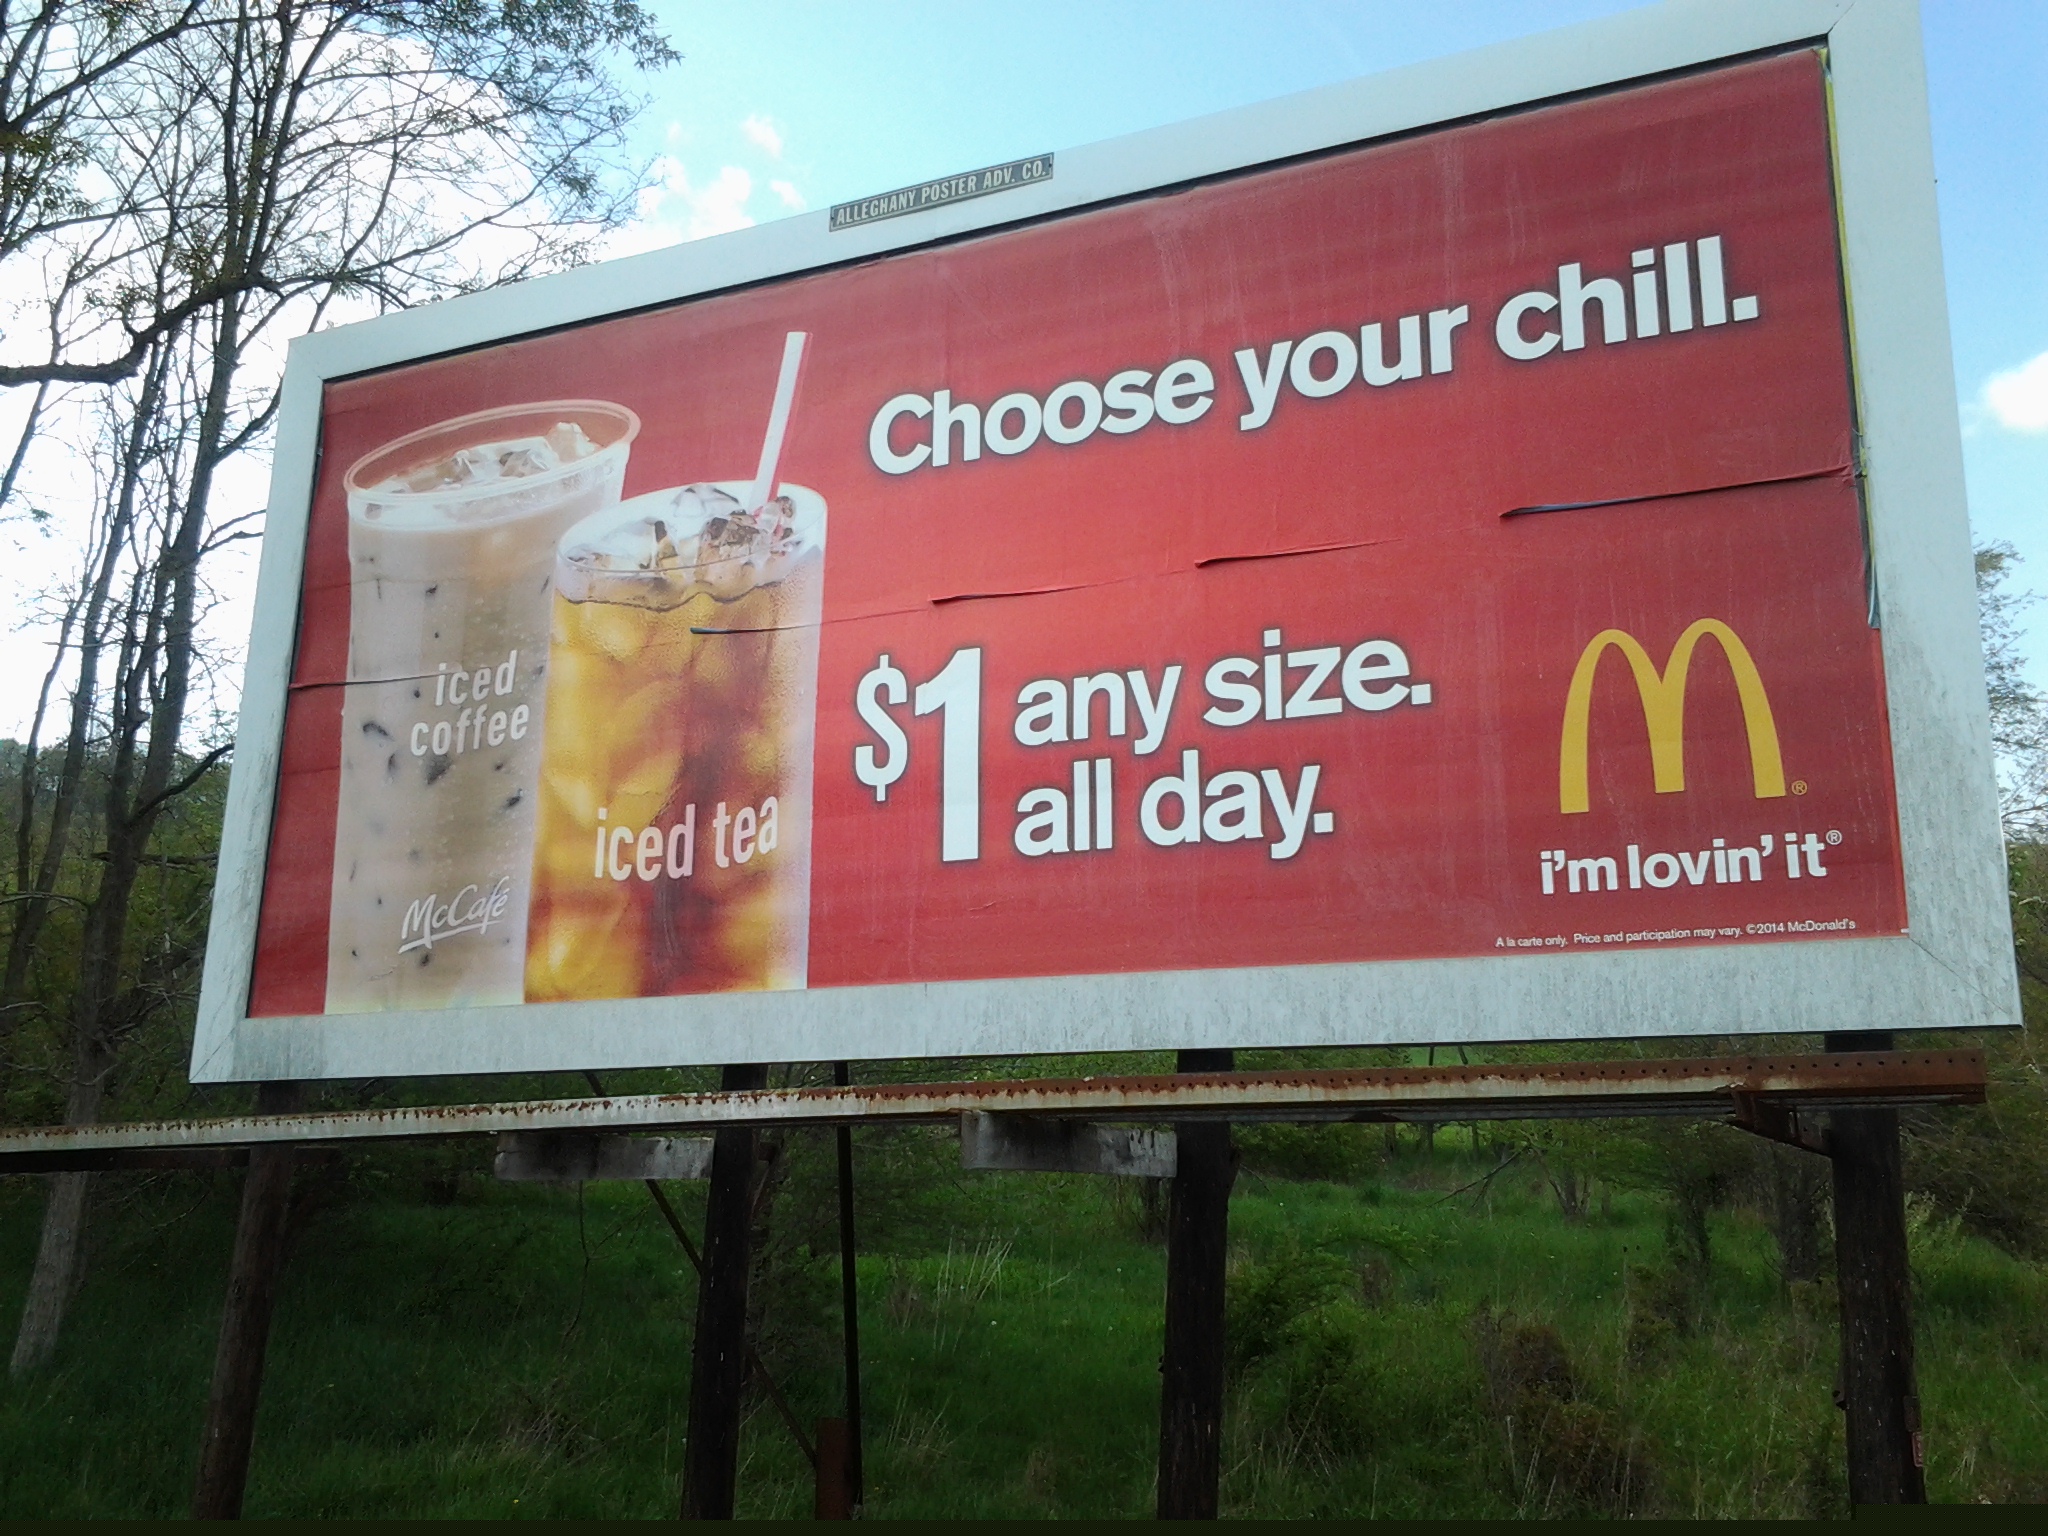 ALLEGHANY POSTER ADV. CO.
Choose your chill.
iced
coffee
McCafé
iced tea
$1 any size.
all day.
M®
i'm lovin' it®
A la carte only. Price and participation may vary. ©2014 McDonald's